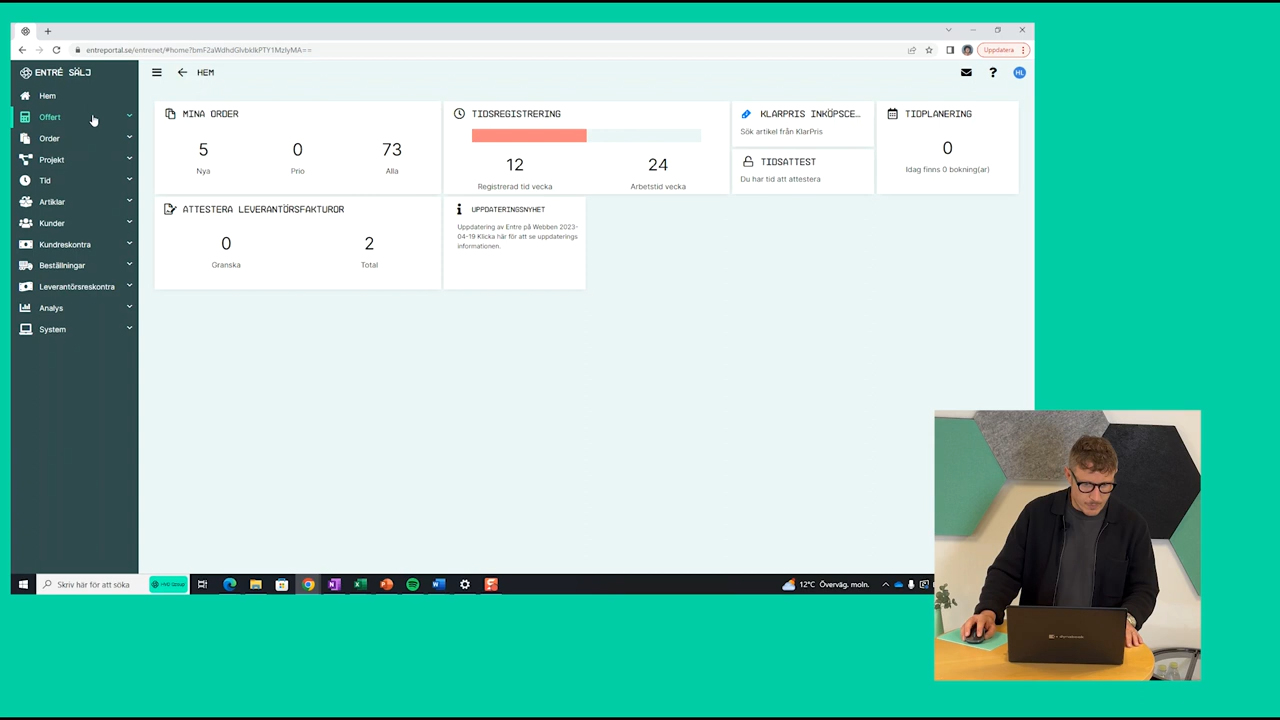 entreportal.se/entrenet/#home?bmF2aWdhdGlvbklkPTY1MzIyMA==
Uppdatera
ENTRÉ SÄLJ
HEM
HL
Hem
Offert
Order
Projekt
Tid
Artiklar
Kunder
Kundreskontra
Beställningar
Leverantörsreskontra
Analys
System
MINA ORDER
5
0
73
Nya
Prio
Alla
TIDSREGISTRERING
12
24
Registrerad tid vecka
Arbetstid vecka
KLARPRIS INKÖPSCE...
Sök artikel från KlarPris
TIDSATTEST
Du har tid att attestera
TIDPLANERING
0
Idag finns 0 bokning(ar)
ATTESTERA LEVERANTÖRSFAKTUROR
0
2
Granska
Total
UPPDATERINGSNYHET
Uppdatering av Entre på Webben 2023-
04-19 Klicka här för att se uppdaterings
informationen.
Skriv här för att söka
12°C Överväg. moln.